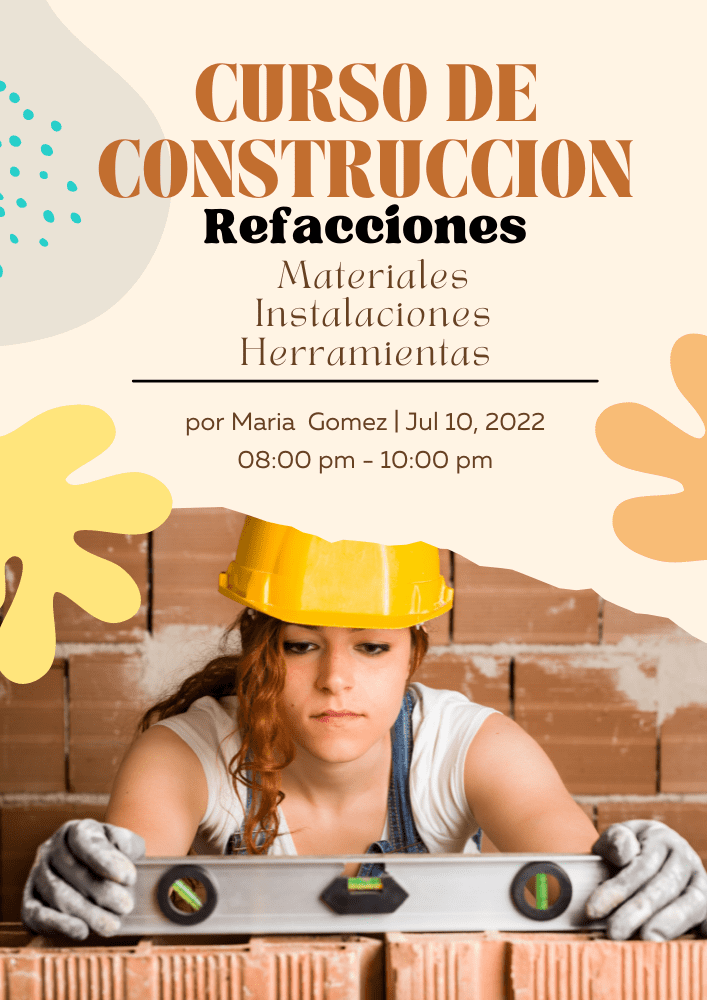 CURSO DE
CONSTRUCCION
Refacciones
Materiales
Instalaciones
Herramientas
por Maria Gomez | Jul 10, 2022
08:00 pm - 10:00 pm